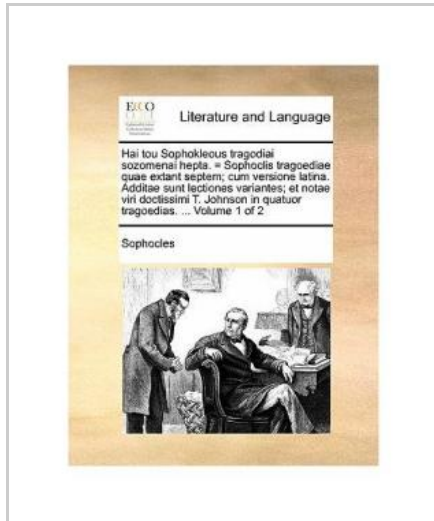 ECCO
Literature and Language
Hai tou Sophokleous tragodiai
sozomenai hepta. = Sophoclis tragoediae
quae extant septem; cum versione latina.
Additae sunt lectiones variantes; et notae
viri doctissimi T. Johnson in quatuor
tragoedias. ... Volume 1 of 2
Sophocles